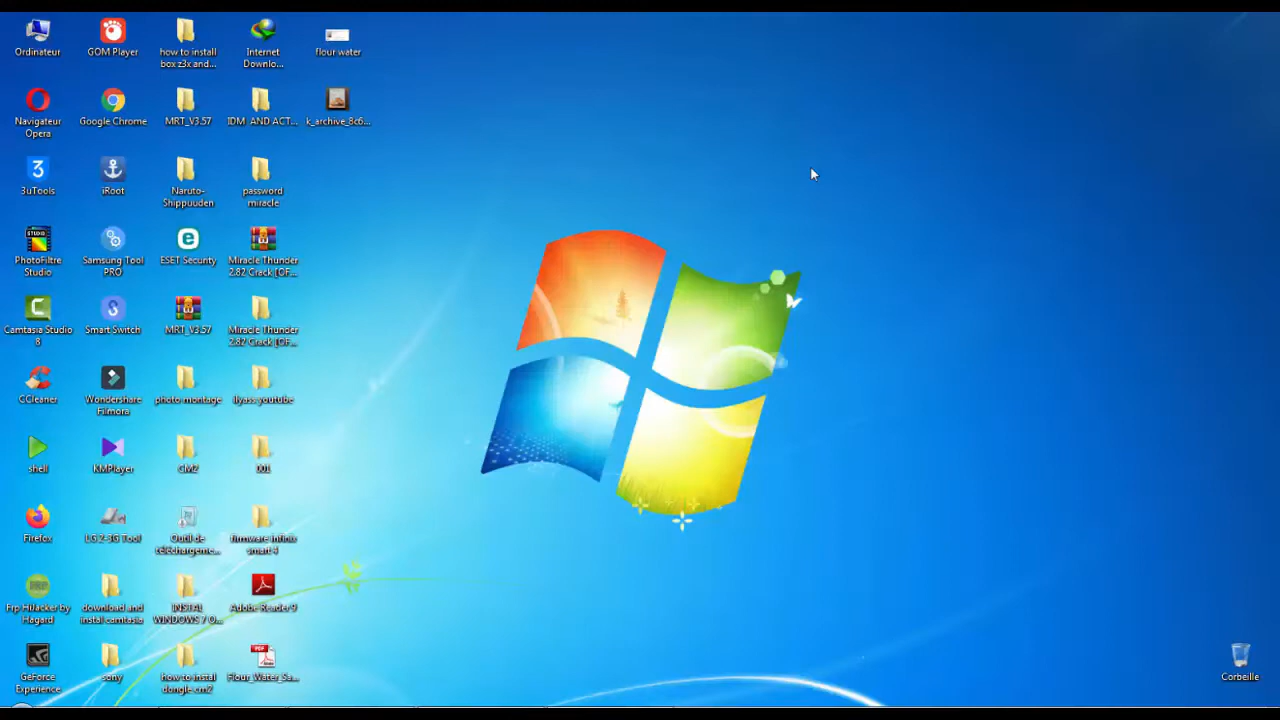 Ordinateur
GOM Player
how to install
box z3x and...
Internet
Downlo...
flour water
Navigateur
Opera
Google Chrome
MRT_V3.57
IDM AND ACT...
k_archive_8c6...
3uTools
iRoot
Naruto-
Shippuuden
password
miracle
STUDIO
PhotoFiltre
Studio
Samsung Tool
PRO
ESET Security
Miracle Thunder
2.82 Crack [OF...
Camtasia Studio
8
Smart Switch
MRT_V3.57
Miracle Thunder
2.82 Crack [OF...
CCleaner
Wondershare
Filmora
photo montage
ilyass youtube
shell
KMPlayer
CM2
001
Firefox
LG 2-3G Tool
Outil de
téléchargeme...
firmware infinix
smart 4
FRP
Frp HiJacker by
Hagard
download and
install camtasia
INSTAL
WINDOWS 7 O...
Adobe Reader 9
GeForce
Experience
sony
how to instal
dongle cm2
PDF
Flour_Water_Sa...
Corbeille